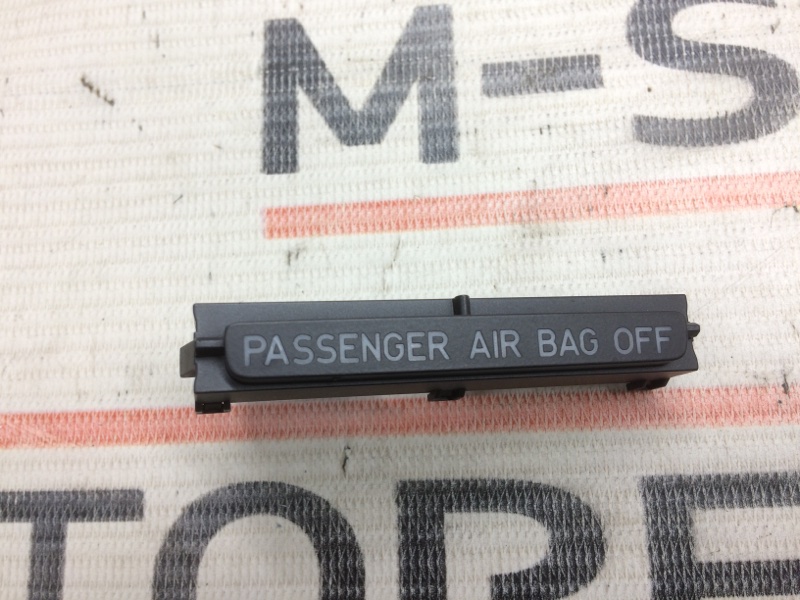 M-S
PASSENGER AIR BAG OFF
TOPE